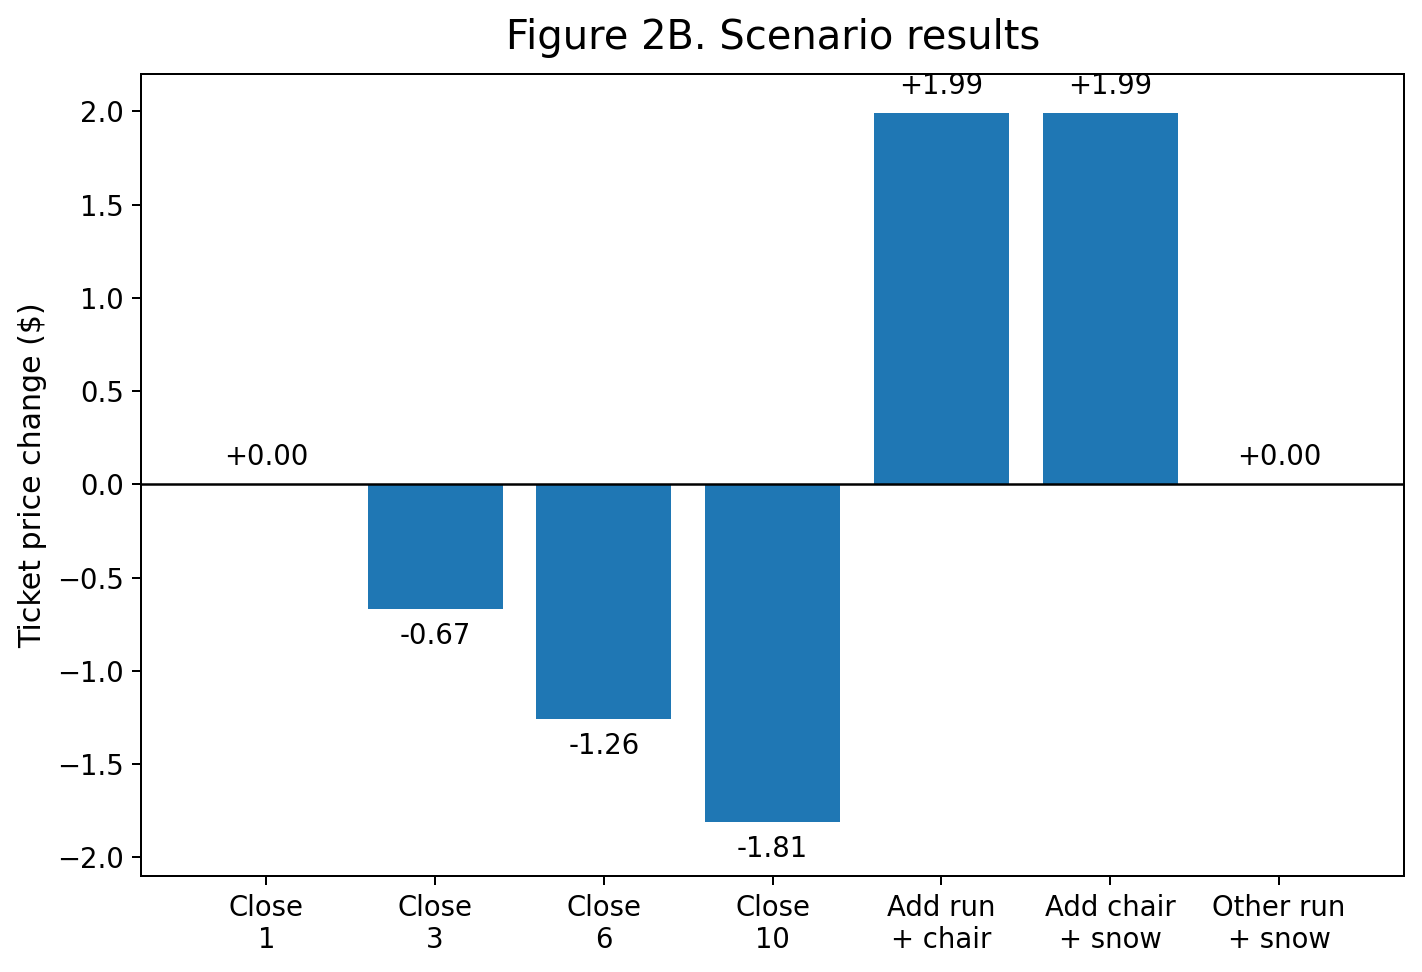 Figure 2B. Scenario results
Ticket price change ($)
2.0
1.5
1.0
0.5
0.0
−0.5
−1.0
−1.5
−2.0
+0.00
-0.67
-1.26
-1.81
+1.99
+1.99
+0.00
Close
1
Close
3
Close
6
Close
10
Add run
+ chair
Add chair
+ snow
Other run
+ snow